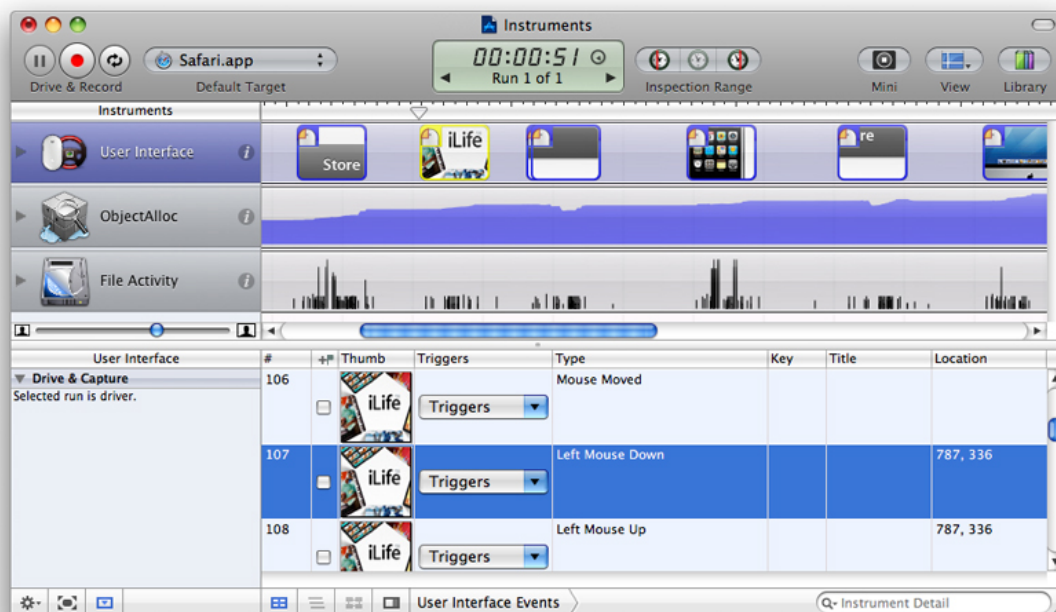 Instruments
Safari.app
00:00:51
Run 1 of 1
Drive & Record
Default Target
Inspection Range
Mini
View
Library
Instruments
User Interface
Store
iLife
re
ObjectAlloc
File Activity
User Interface
# Thumb Triggers Type Key Title Location
Drive & Capture
Selected run is driver.
106 iLife Triggers Mouse Moved
107 iLife Triggers Left Mouse Down 787, 336
108 iLife Triggers Left Mouse Up 787, 336
User Interface Events
Instrument Detail